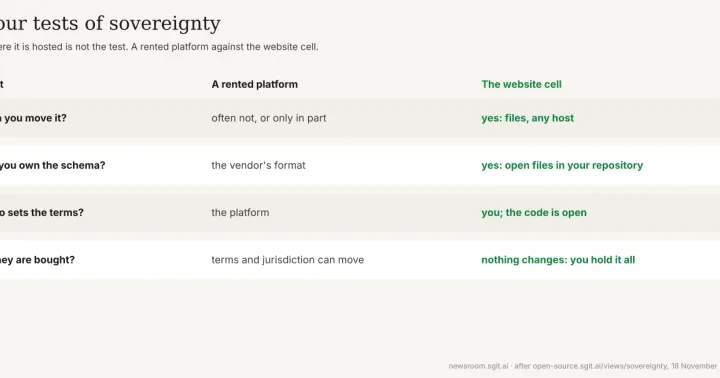 our tests of sovereignty
ere it is hosted is not the test. A rented platform against the website cell.
t A rented platform The website cell
you move it? often not, or only in part yes: files, any host
you own the schema? the vendor's format yes: open files in your repository
o sets the terms? the platform you; the code is open
hey are bought? terms and jurisdiction can move nothing changes: you hold it all
newsroom.sgit.ai · after open-source.sgit.ai/views/sovereignty, 18 November